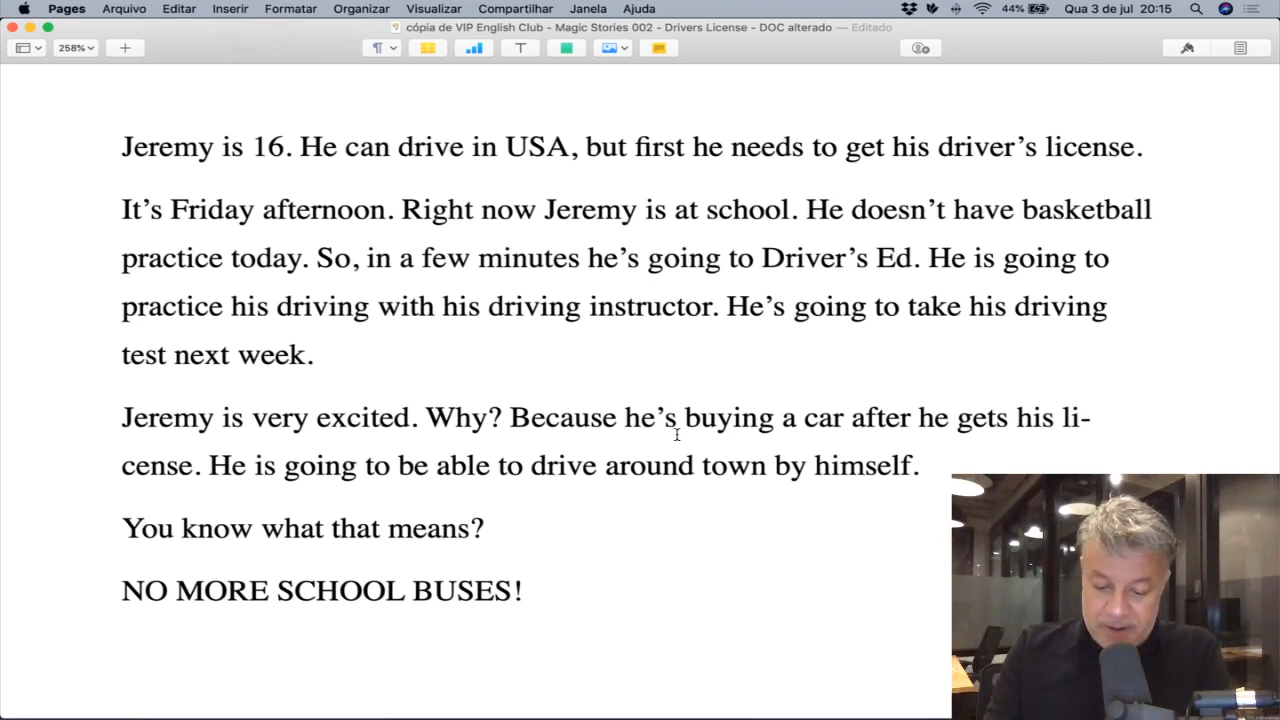 Pages Arquivo Editar Inserir Formatar Organizar Visualizar Compartilhar Janela Ajuda 44% Qua 3 de jul 20:15
cópia de VIP English Club - Magic Stories 002 - Drivers License - DOC alterado — Editado
258%
Jeremy is 16. He can drive in USA, but first he needs to get his driver’s license.
It’s Friday afternoon. Right now Jeremy is at school. He doesn’t have basketball
practice today. So, in a few minutes he’s going to Driver’s Ed. He is going to
practice his driving with his driving instructor. He’s going to take his driving
test next week.
Jeremy is very excited. Why? Because he’s buying a car after he gets his li-
cense. He is going to be able to drive around town by himself.
You know what that means?
NO MORE SCHOOL BUSES!